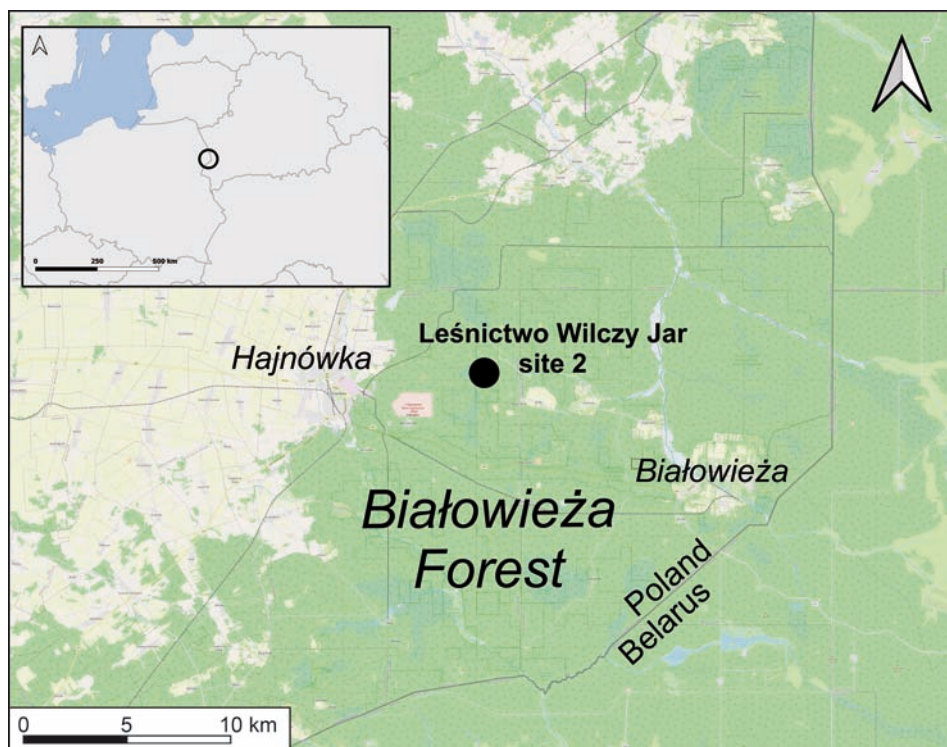 0
250
500 km
Leśnictwo Wilczy Jar
site 2
Hajnówka
Białowieża
Białowieża
Forest
Poland
Belarus
0
5
10 km